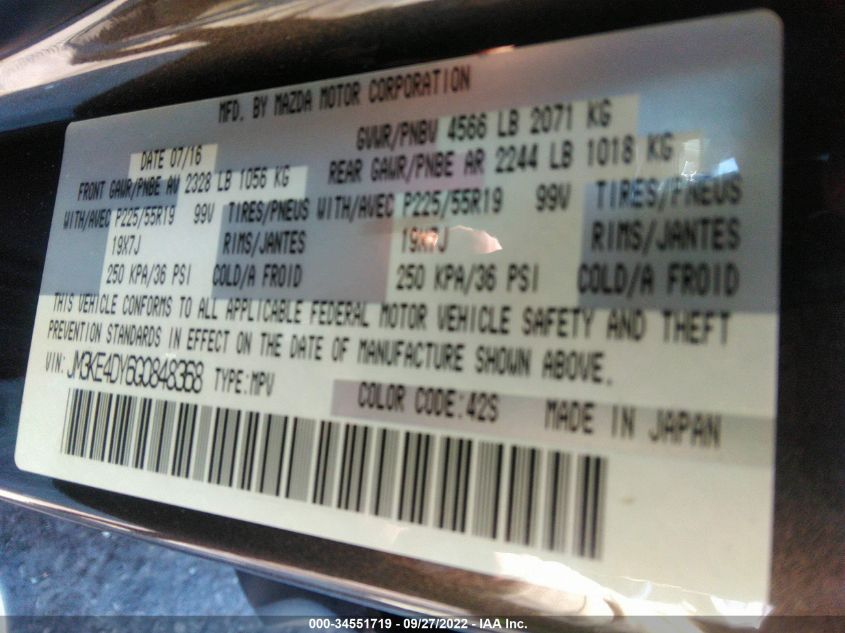 MFD. BY MAZDA MOTOR CORPORATION
DATE 07/16 GVWR/PNBV 4566 LB 2071 KG
FRONT GAWR/PNBE AV 2328 LB 1056 KG REAR GAWR/PNBE AR 2244 LB 1018 KG
WITH/AVEC P225/55R19 99V TIRES/PNEUS WITH/AVEC P225/55R19 99V TIRES/PNEUS
19X7J RIMS/JANTES 19X7J RIMS/JANTES
250 KPA/36 PSI COLD/A FROID 250 KPA/36 PSI COLD/A FROID
THIS VEHICLE CONFORMS TO ALL APPLICABLE FEDERAL MOTOR VEHICLE SAFETY AND THEFT
PREVENTION STANDARDS IN EFFECT ON THE DATE OF MANUFACTURE SHOWN ABOVE.
VIN: JM3KE4DY6G0848368 TYPE:MPV COLOR CODE:42S MADE IN JAPAN
000-34551719 - 09/27/2022 - IAA Inc.